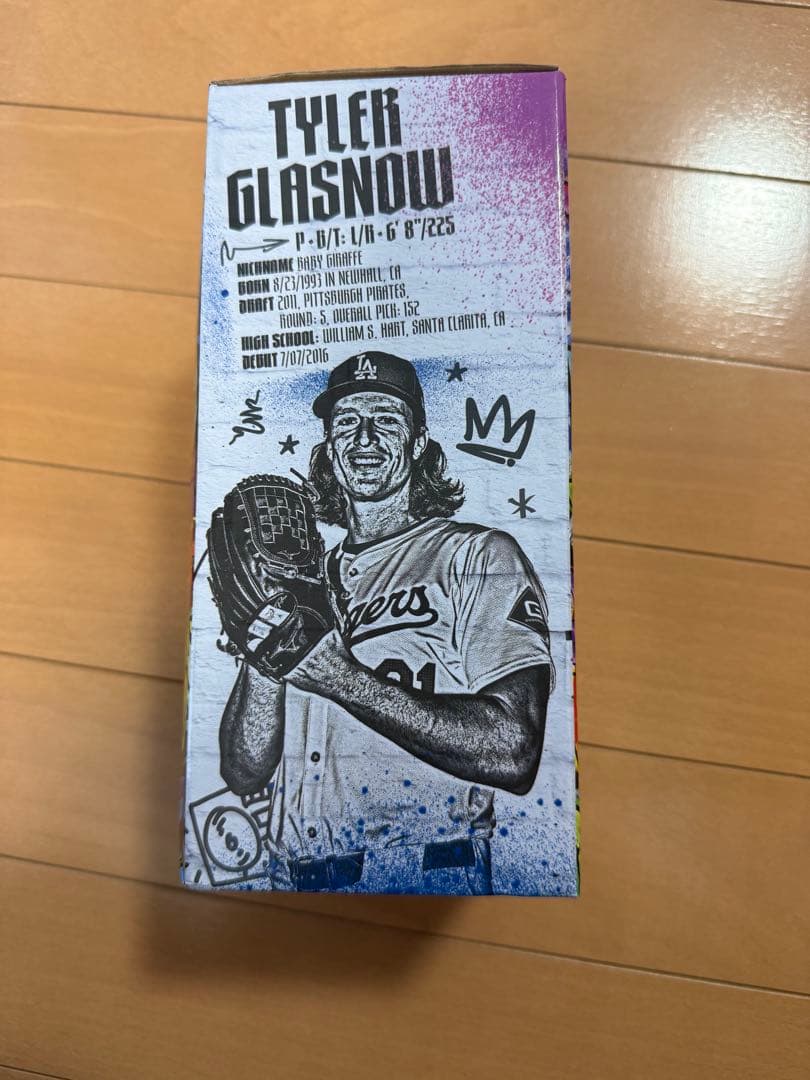 TYLER
GLASNOW
P • B/T: L/R • 6' 8"/225
NICKNAME BABY GIRAFFE
BORN 8/23/1993 IN NEWHALL, CA
DRAFT 2011, PITTSBURGH PIRATES,
ROUND: 5, OVERALL PICK: 152
HIGH SCHOOL: WILLIAM S. HART, SANTA CLARITA, CA
DEBUT 7/07/2016
LA
gers
31